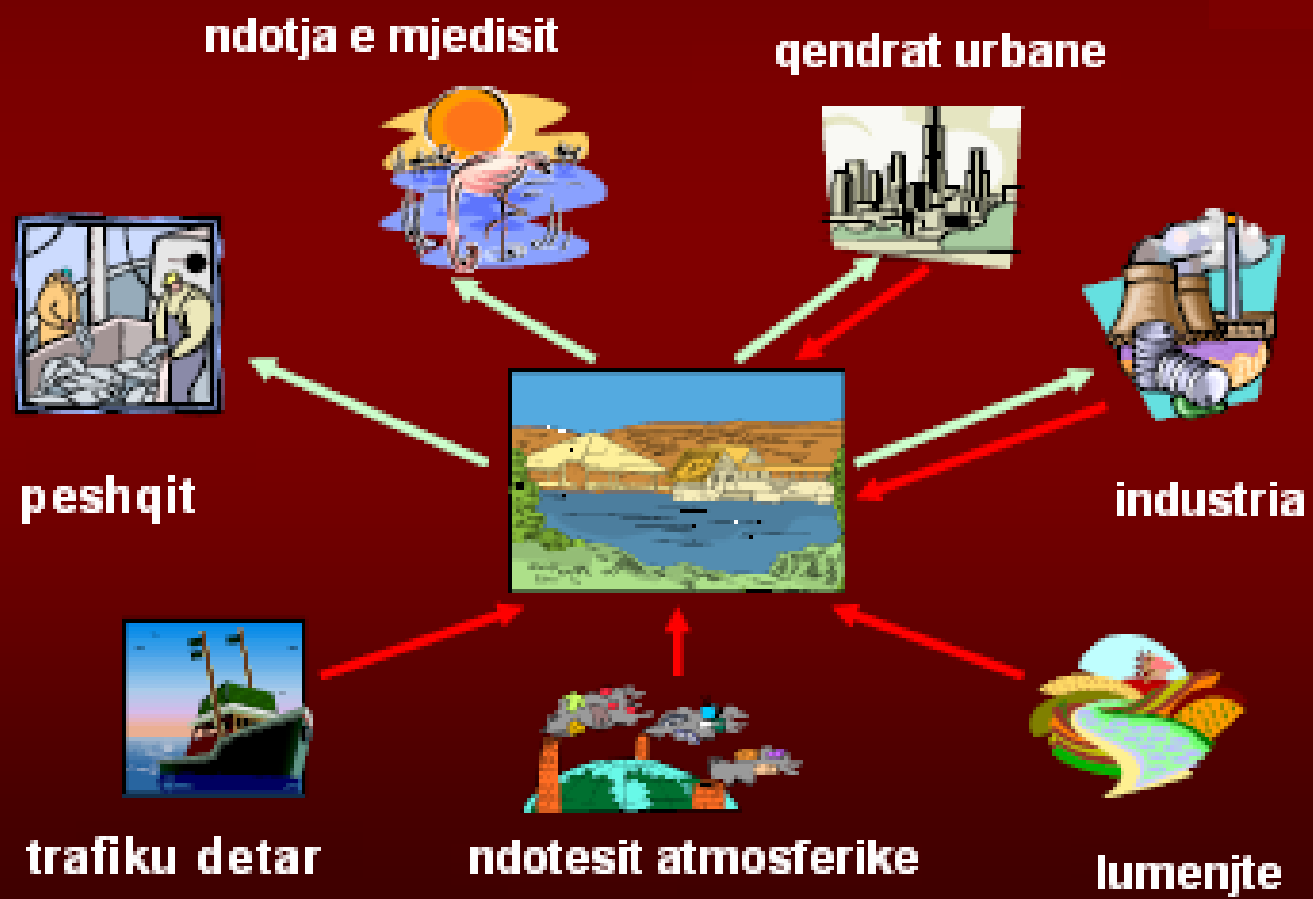 ndotja e mjedisit
qendrat urbane
peshqit
industria
trafiku detar
ndotesit atmosferike
lumenjte